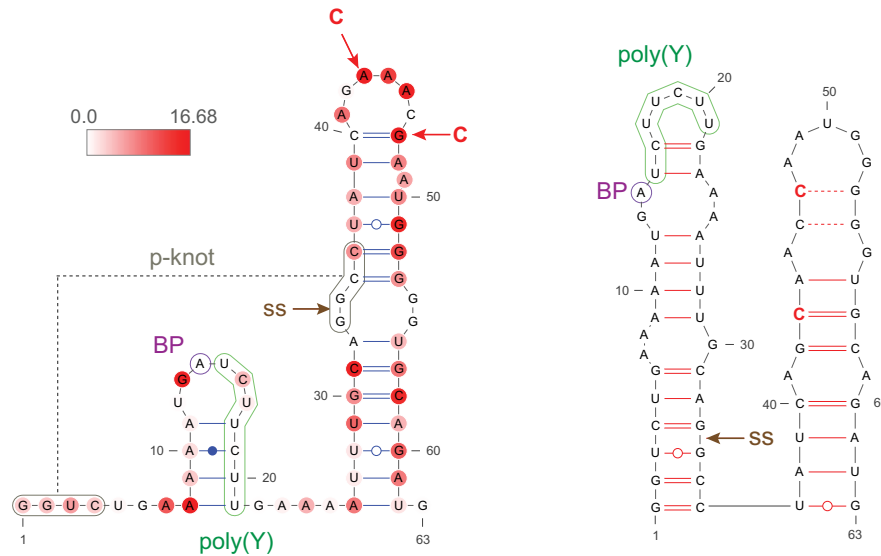 C
poly(Y)
0.0 16.68
A A A
G C
A
40 C G C
U A
A A
U U 50
U G
C G
p-knot
C G
G G
SS G G
A U
BP
A U
G C
C G
G U
30 G C
U A
A U
10 A C
U G 60
A U
20
U A
G G U C U G A A U G A A A A U G
1 63
poly(Y)
poly(Y)
20
U C U
U U
C G
U A
BP A
G A
U A
A U
A U
10 A U
A G 30
A C
G A
U G
C G SS
U G
G C
G C U G
1 63
50
U
A G
A G
C G
C G
A U
A G
C C
G A
A G 6
40 C A
U U
A